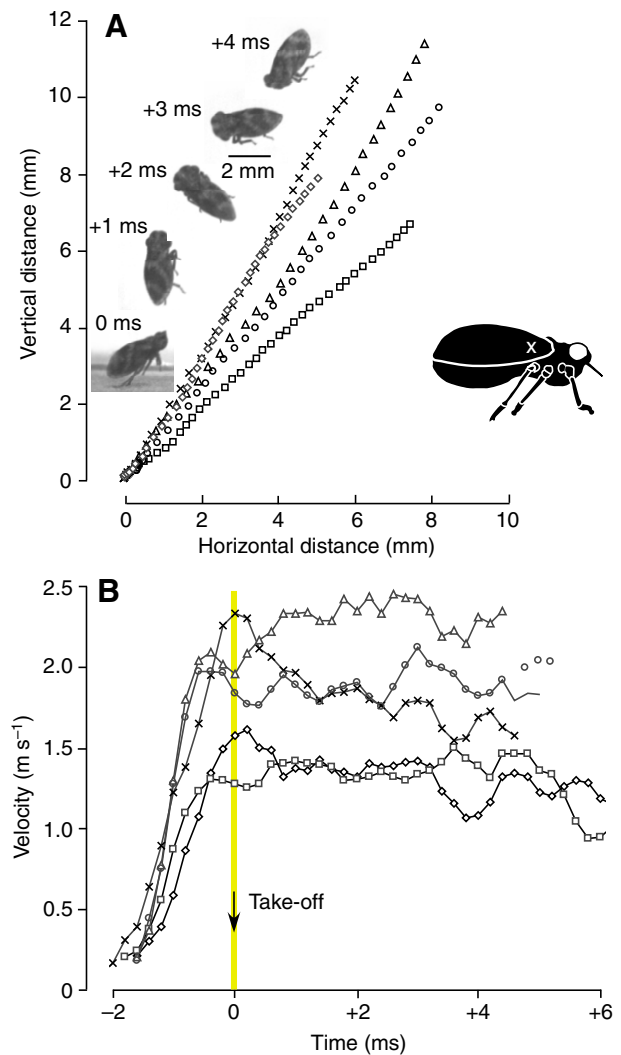 A
12
10
8
6
4
2
0
Vertical distance (mm)
+4 ms
+3 ms
2 mm
+2 ms
+1 ms
0 ms
x
0 2 4 6 8 10
Horizontal distance (mm)
B
2.5
2.0
1.5
1.0
0.5
0
Velocity (m s⁻¹)
Take-off
–2 0 +2 +4 +6
Time (ms)